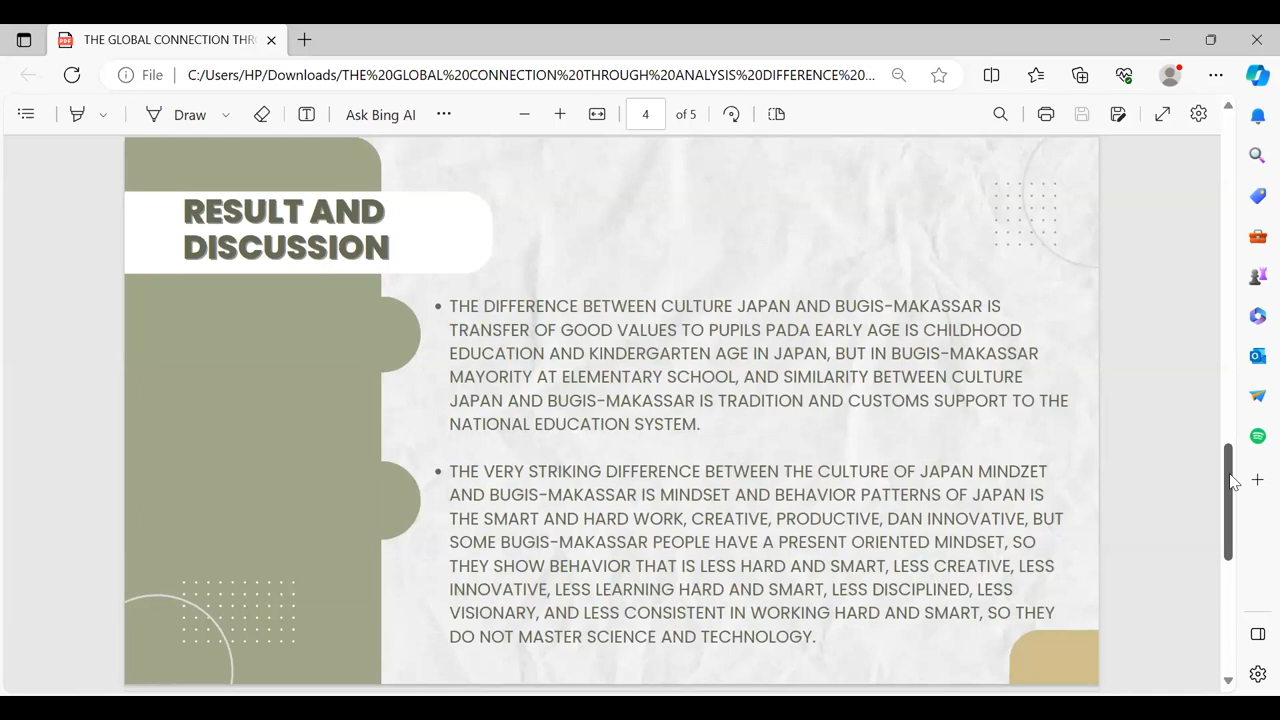 THE GLOBAL CONNECTION THR
File
C:/Users/HP/Downloads/THE%20GLOBAL%20CONNECTION%20THROUGH%20ANALYSIS%20DIFFERENCE%20...
Draw
Ask Bing AI
4
of 5
RESULT AND
DISCUSSION
• THE DIFFERENCE BETWEEN CULTURE JAPAN AND BUGIS-MAKASSAR IS
TRANSFER OF GOOD VALUES TO PUPILS PADA EARLY AGE IS CHILDHOOD
EDUCATION AND KINDERGARTEN AGE IN JAPAN, BUT IN BUGIS-MAKASSAR
MAYORITY AT ELEMENTARY SCHOOL, AND SIMILARITY BETWEEN CULTURE
JAPAN AND BUGIS-MAKASSAR IS TRADITION AND CUSTOMS SUPPORT TO THE
NATIONAL EDUCATION SYSTEM.
• THE VERY STRIKING DIFFERENCE BETWEEN THE CULTURE OF JAPAN MINDZET
AND BUGIS-MAKASSAR IS MINDSET AND BEHAVIOR PATTERNS OF JAPAN IS
THE SMART AND HARD WORK, CREATIVE, PRODUCTIVE, DAN INNOVATIVE, BUT
SOME BUGIS-MAKASSAR PEOPLE HAVE A PRESENT ORIENTED MINDSET, SO
THEY SHOW BEHAVIOR THAT IS LESS HARD AND SMART, LESS CREATIVE, LESS
INNOVATIVE, LESS LEARNING HARD AND SMART, LESS DISCIPLINED, LESS
VISIONARY, AND LESS CONSISTENT IN WORKING HARD AND SMART, SO THEY
DO NOT MASTER SCIENCE AND TECHNOLOGY.